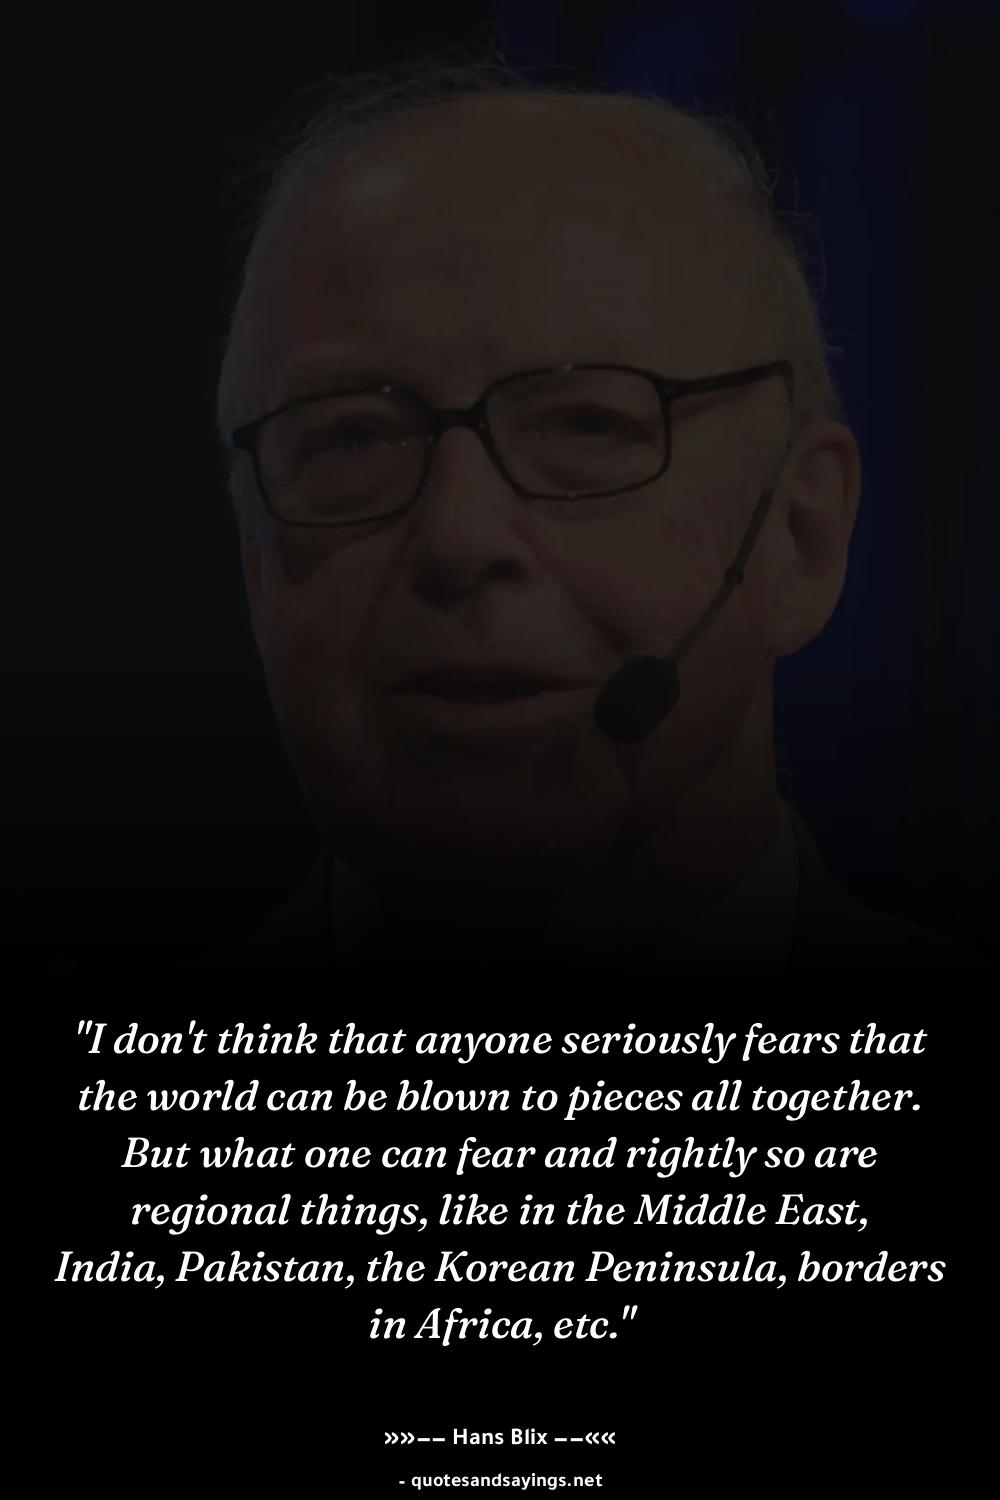 "I don't think that anyone seriously fears that
the world can be blown to pieces all together.
But what one can fear and rightly so are
regional things, like in the Middle East,
India, Pakistan, the Korean Peninsula, borders
in Africa, etc."
»»−− Hans Blix −−««
- quotesandsayings.net